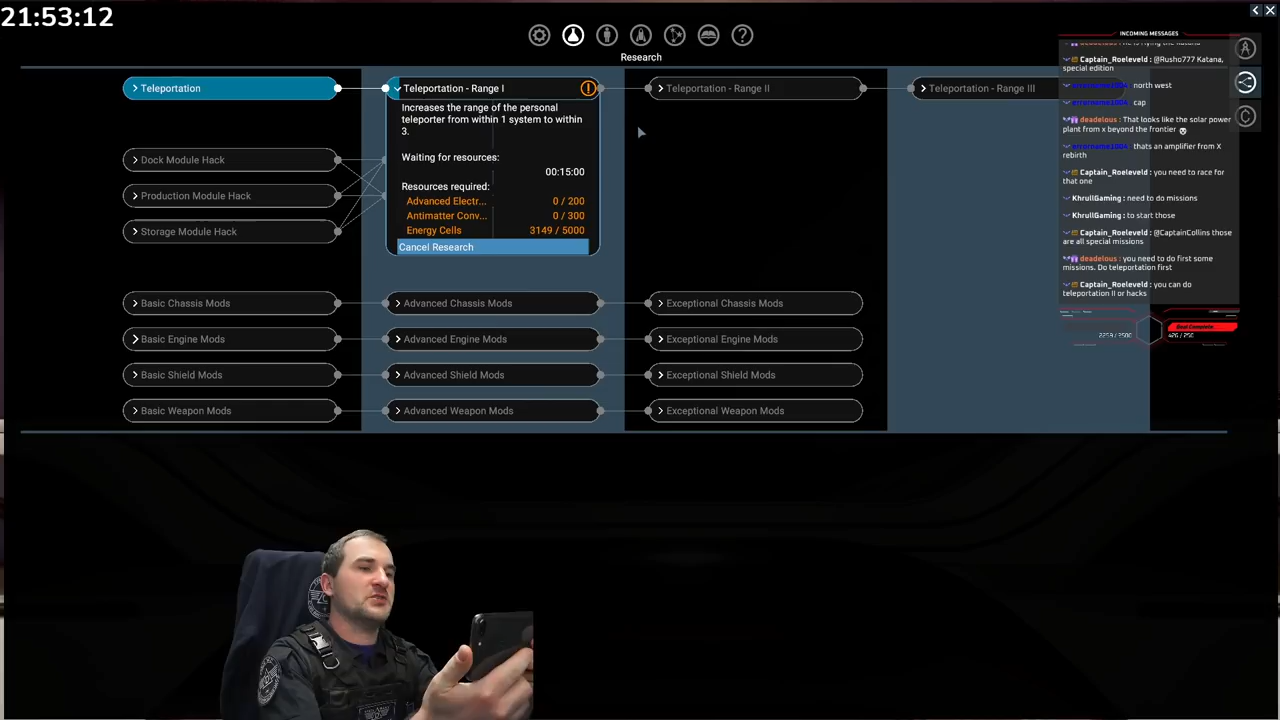 21:53:12
Research
Teleportation
Teleportation - Range I
Teleportation - Range II
Teleportation - Range III
Increases the range of the personal
teleporter from within 1 system to within
3.
Waiting for resources:
00:15:00
Resources required:
Advanced Electr... 0 / 200
Antimatter Conv... 0 / 300
Energy Cells 3149 / 5000
Cancel Research
Dock Module Hack
Production Module Hack
Storage Module Hack
Basic Chassis Mods
Advanced Chassis Mods
Exceptional Chassis Mods
Basic Engine Mods
Advanced Engine Mods
Exceptional Engine Mods
Basic Shield Mods
Advanced Shield Mods
Exceptional Shield Mods
Basic Weapon Mods
Advanced Weapon Mods
Exceptional Weapon Mods
INCOMING MESSAGES
Captain_Roeleveld : @Rusho777 Katana,
special edition
errorname1004 : north west
errorname1004 : cap
deadelous : That looks like the solar power
plant from x beyond the frontier
errorname1004 : thats an amplifier from X
rebirth
Captain_Roeleveld : you need to race for
that one
KhrullGaming : need to do missions
KhrullGaming : to start those
Captain_Roeleveld : @CaptainCollins those
are all special missions
deadelous : you need to do first some
missions. Do teleportation first
Captain_Roeleveld : you can do
teleportation II or hacks